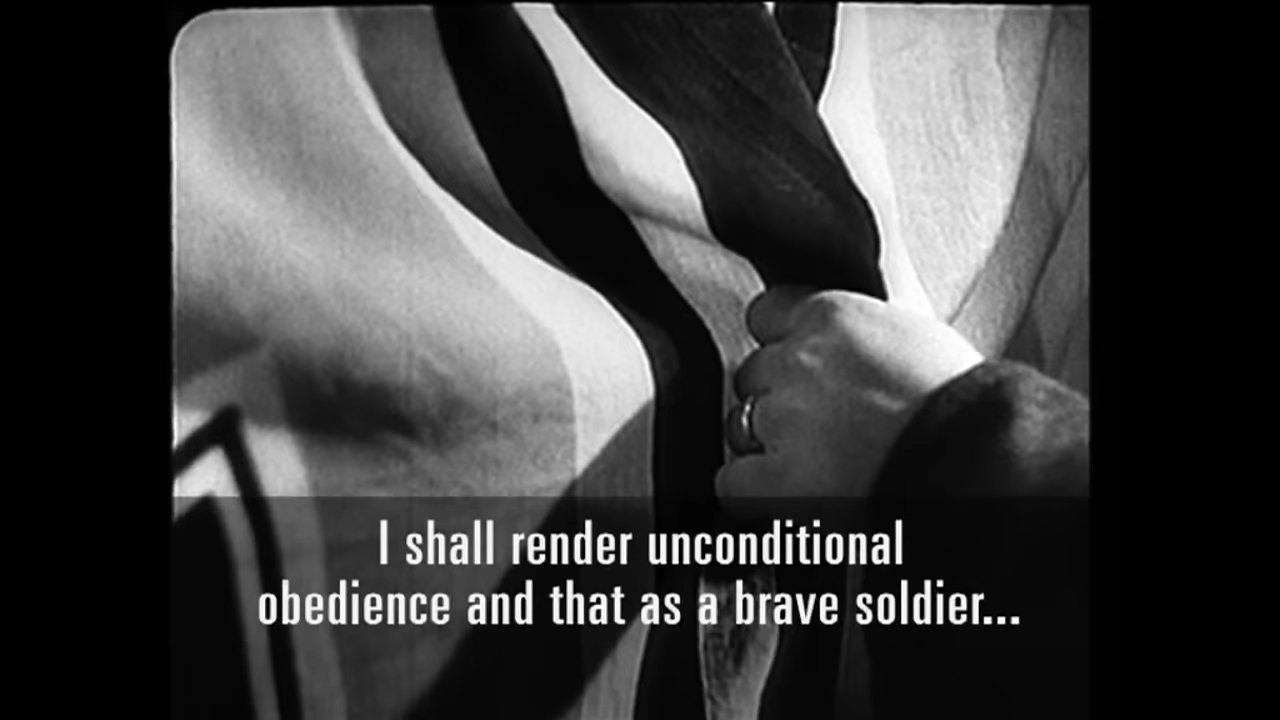 I shall render unconditional
obedience and that as a brave soldier...